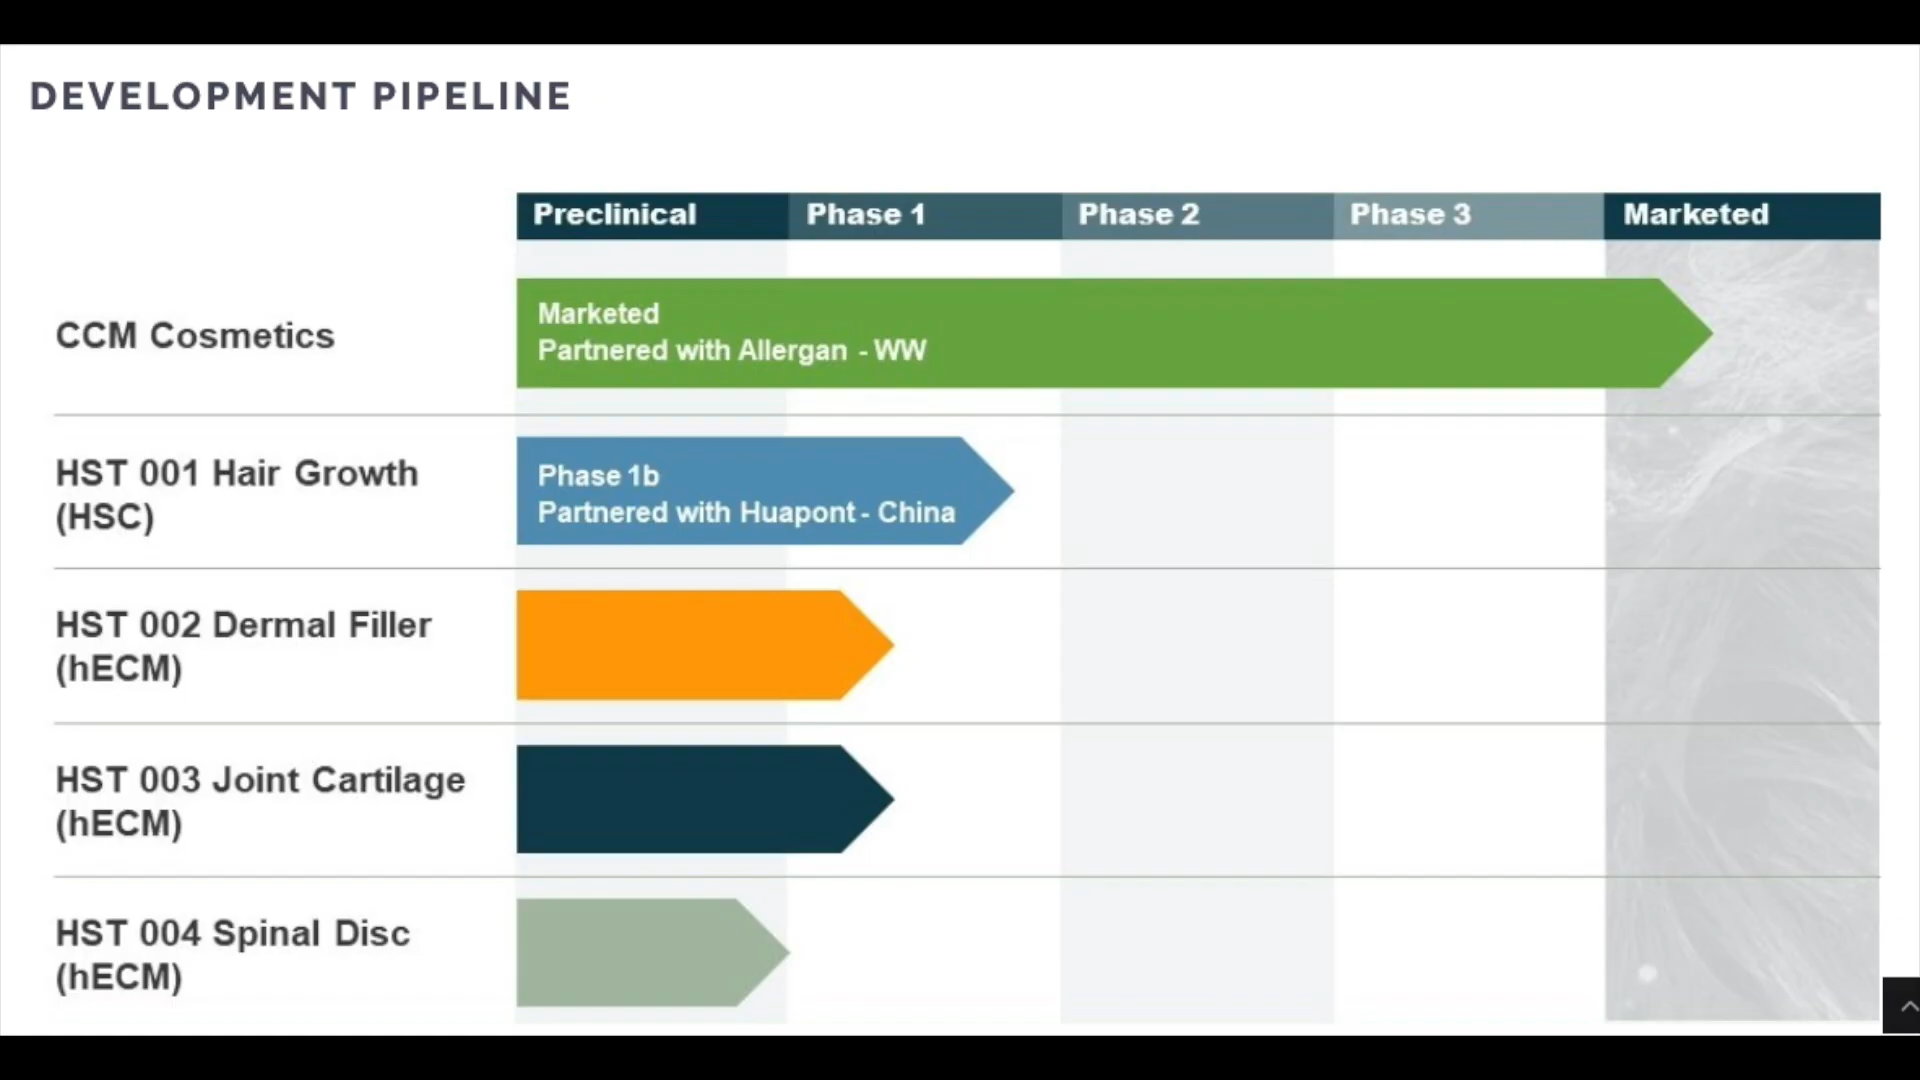 DEVELOPMENT PIPELINE
Preclinical Phase 1 Phase 2 Phase 3 Marketed
CCM Cosmetics
Marketed
Partnered with Allergan - WW
HST 001 Hair Growth
(HSC)
Phase 1b
Partnered with Huapont - China
HST 002 Dermal Filler
(hECM)
HST 003 Joint Cartilage
(hECM)
HST 004 Spinal Disc
(hECM)